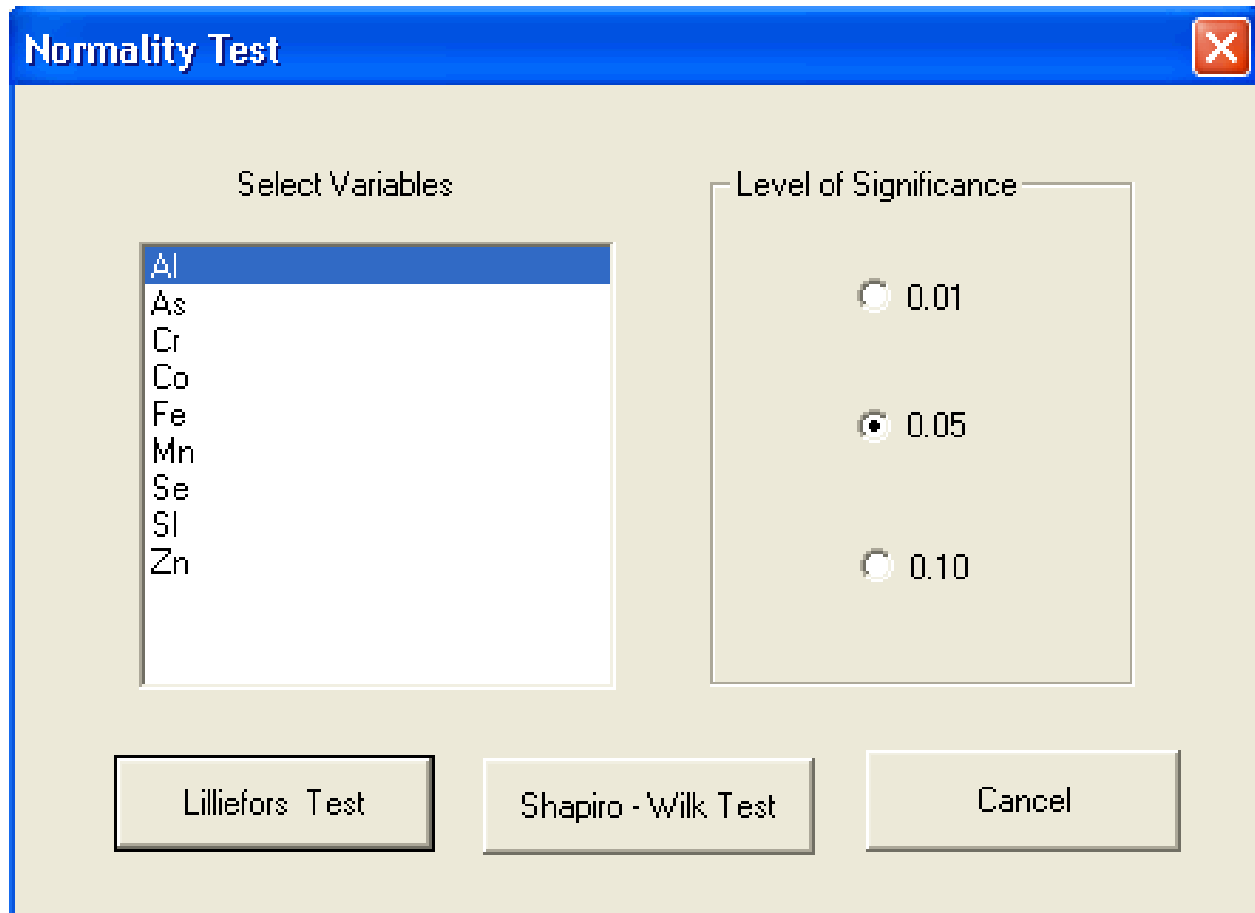 Normality Test
Select Variables
Al
As
Cr
Co
Fe
Mn
Se
Sl
Zn
Level of Significance
0.01
0.05
0.10
Lilliefors Test
Shapiro - Wilk Test
Cancel